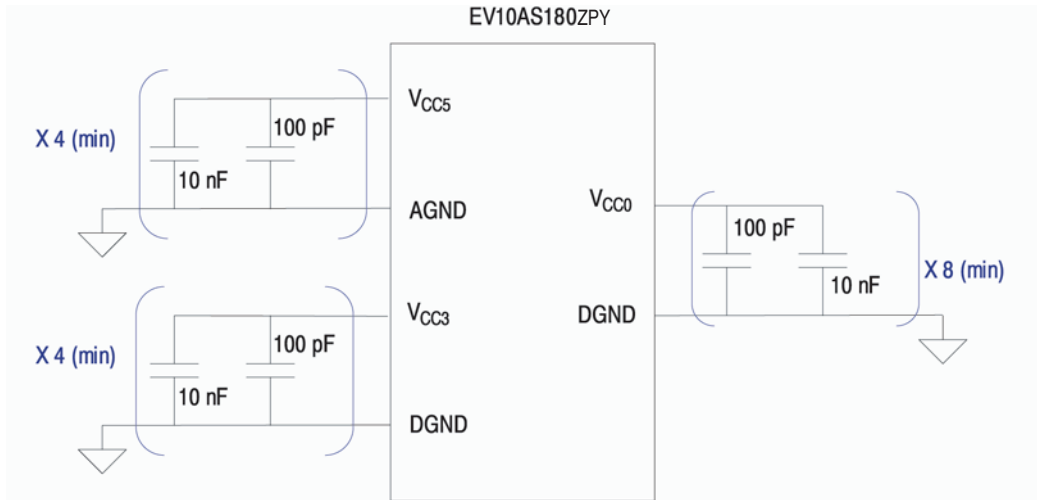 EV10AS180ZPY
X 4 (min)
100 pF
10 nF
VCC5
AGND
X 4 (min)
100 pF
10 nF
VCC3
DGND
VCC0
DGND
100 pF
10 nF
X 8 (min)